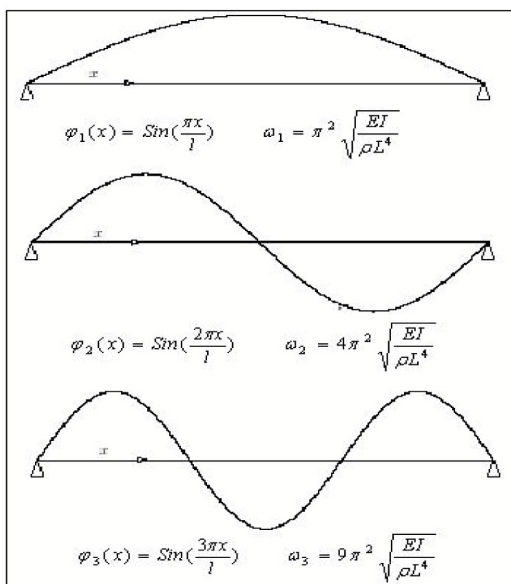 x
φ₁(x) = Sin(πx/l)    ω₁ = π² √(EI/ρL⁴)
x
φ₂(x) = Sin(2πx/l)    ω₂ = 4π² √(EI/ρL⁴)
x
φ₃(x) = Sin(3πx/l)    ω₃ = 9π² √(EI/ρL⁴)